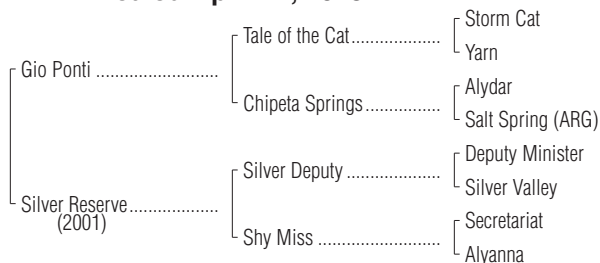 Gio Ponti ........................
Silver Reserve.................
(2001)
Tale of the Cat.................
Chipeta Springs..............
Silver Deputy .................
Shy Miss .......................
Storm Cat
Yarn
Alydar
Salt Spring (ARG)
Deputy Minister
Silver Valley
Secretariat
Alyanna